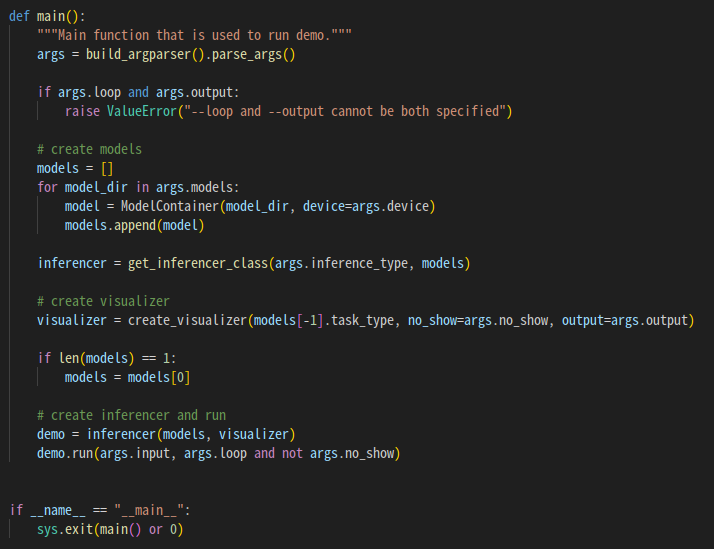 def main():
    """Main function that is used to run demo."""
    args = build_argparser().parse_args()

    if args.loop and args.output:
        raise ValueError("--loop and --output cannot be both specified")

    # create models
    models = []
    for model_dir in args.models:
        model = ModelContainer(model_dir, device=args.device)
        models.append(model)

    inferencer = get_inferencer_class(args.inference_type, models)

    # create visualizer
    visualizer = create_visualizer(models[-1].task_type, no_show=args.no_show, output=args.output)

    if len(models) == 1:
        models = models[0]

    # create inferencer and run
    demo = inferencer(models, visualizer)
    demo.run(args.input, args.loop and not args.no_show)


if __name__ == "__main__":
    sys.exit(main() or 0)